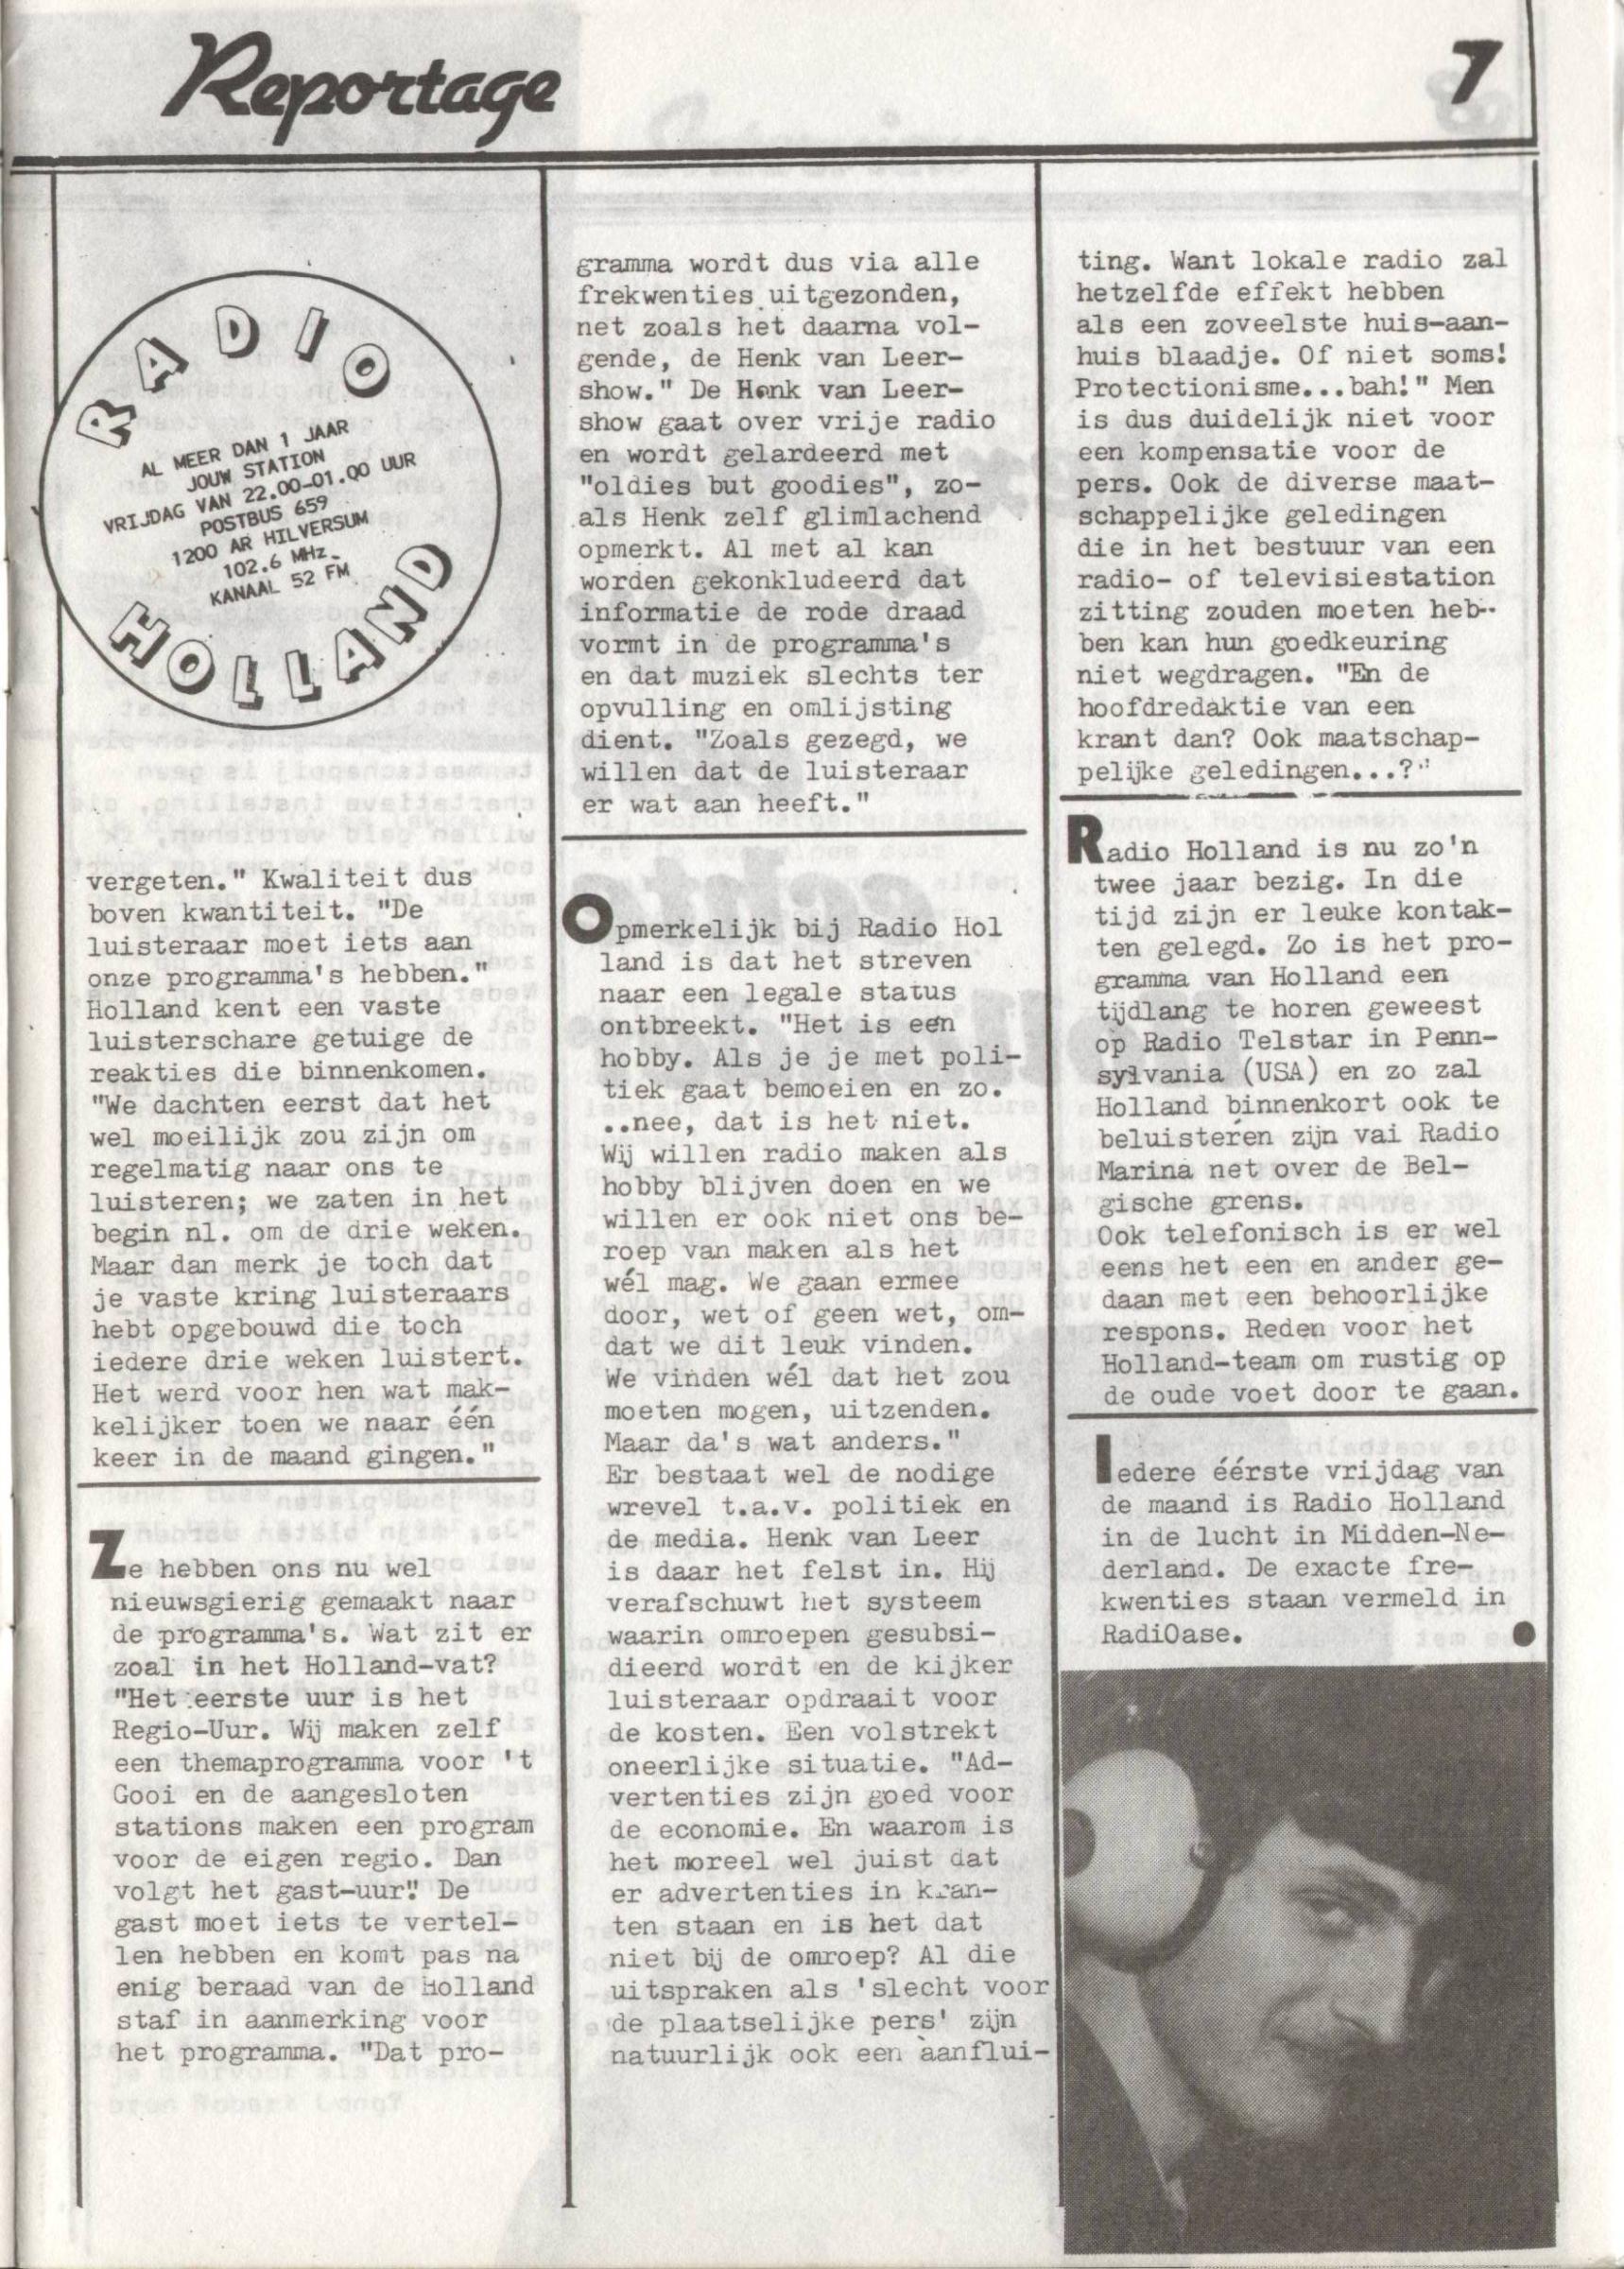 Reportage
7
RADIO
AL MEER DAN 1 JAAR
JOUW STATION
VRIJDAG VAN 22.00-01.00 UUR
POSTBUS 659
1200 AR HILVERSUM
102.6 MHz
KANAAL 52 FM
HOLLAND
vergeten." Kwaliteit dus
boven kwantiteit. "De
luisteraar moet iets aan
onze programma's hebben."
Holland kent een vaste
luisterschare getuige de
reakties die binnenkomen.
"We dachten eerst dat het
wel moeilijk zou zijn om
regelmatig naar ons te
luisteren; we zaten in het
begin nl. om de drie weken.
Maar dan merk je toch dat
je vaste kring luisteraars
hebt opgebouwd die toch
iedere drie weken luistert.
Het werd voor hen wat mak-
kelijker toen we naar één
keer in de maand gingen."
Ze hebben ons nu wel
nieuwsgierig gemaakt naar
de programma's. Wat zit er
zoal in het Holland-vat?
"Het eerste uur is het
Regio-Uur. Wij maken zelf
een themaprogramma voor 't
Gooi en de aangesloten
stations maken een program
voor de eigen regio. Dan
volgt het gast-uur." De
gast moet iets te vertel-
len hebben en komt pas na
enig beraad van de Holland
staf in aanmerking voor
het programma. "Dat pro-
gramma wordt dus via alle
frekwenties uitgezonden,
net zoals het daarna vol-
gende, de Henk van Leer-
show." De Henk van Leer-
show gaat over vrije radio
en wordt gelardeerd met
"oldies but goodies", zo-
als Henk zelf glimlachend
opmerkt. Al met al kan
worden gekonkludeerd dat
informatie de rode draad
vormt in de programma's
en dat muziek slechts ter
opvulling en omlijsting
dient. "Zoals gezegd, we
willen dat de luisteraar
er wat aan heeft."
Opmerkelijk bij Radio Hol
land is dat het streven
naar een legale status
ontbreekt. "Het is een
hobby. Als je je met poli-
tiek gaat bemoeien en zo.
..nee, dat is het niet.
Wij willen radio maken als
hobby blijven doen en we
willen er ook niet ons be-
roep van maken als het
wél mag. We gaan ermee
door, wet of geen wet, om-
dat we dit leuk vinden.
We vinden wél dat het zou
moeten mogen, uitzenden.
Maar da's wat anders."
Er bestaat wel de nodige
wrevel t.a.v. politiek en
de media. Henk van Leer
is daar het felst in. Hij
verafschuwt het systeem
waarin omroepen gesubsi-
dieerd wordt en de kijker
luisteraar opdraait voor
de kosten. Een volstrekt
oneerlijke situatie. "Ad-
vertenties zijn goed voor
de economie. En waarom is
het moreel wel juist dat
er advertenties in kran-
ten staan en is het dat
niet bij de omroep? Al die
uitspraken als 'slecht voor
de plaatselijke pers' zijn
natuurlijk ook een aanflui-
ting. Want lokale radio zal
hetzelfde effekt hebben
als een zoveelste huis-aan-
huis blaadje. Of niet soms!
Protectionisme...bah!" Men
is dus duidelijk niet voor
een kompensatie voor de
pers. Ook de diverse maat-
schappelijke geledingen
die in het bestuur van een
radio- of televisiestation
zitting zouden moeten heb-
ben kan hun goedkeuring
niet wegdragen. "En de
hoofdredaktie van een
krant dan? Ook maatschap-
pelijke geledingen...?"
Radio Holland is nu zo'n
twee jaar bezig. In die
tijd zijn er leuke kontak-
ten gelegd. Zo is het pro-
gramma van Holland een
tijdlang te horen geweest
op Radio Telstar in Penn-
sylvania (USA) en zo zal
Holland binnenkort ook te
beluisteren zijn vai Radio
Marina net over de Bel-
gische grens.
Ook telefonisch is er wel
eens het een en ander ge-
daan met een behoorlijke
respons. Reden voor het
Holland-team om rustig op
de oude voet door te gaan.
Iedere éérste vrijdag van
de maand is Radio Holland
in de lucht in Midden-Ne-
derland. De exacte fre-
kwenties staan vermeld in
RadiOase.